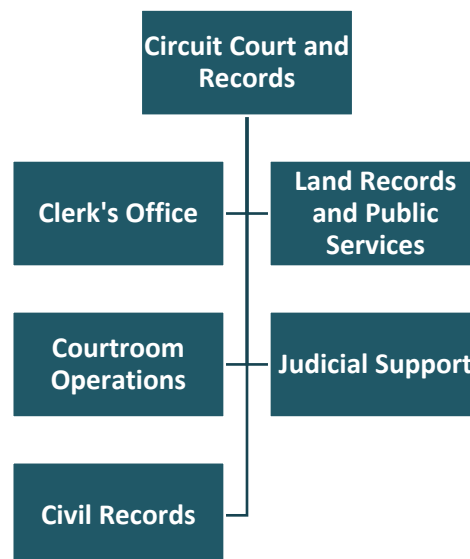 Circuit Court and
Records
Clerk's Office
Land Records
and Public
Services
Courtroom
Operations
Judicial Support
Civil Records